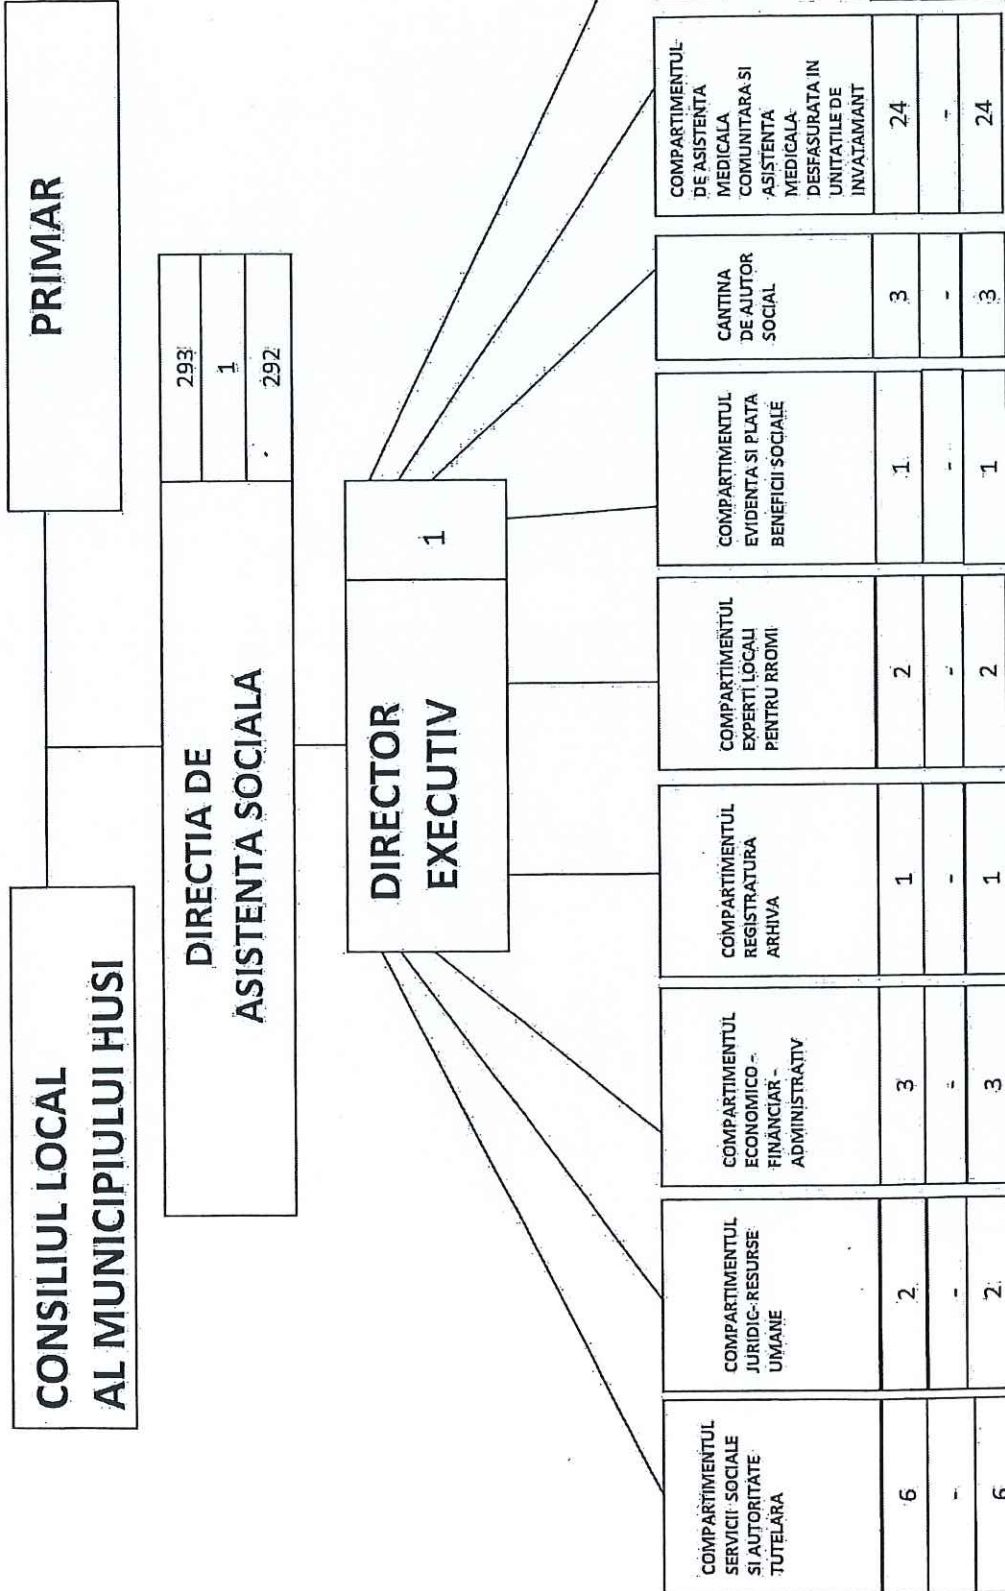 CONSILIUL LOCAL
AL MUNICIPIULUI HUSI
PRIMAR
DIRECTIA DE
ASISTENTA SOCIALA
293
1
292
DIRECTOR
EXECUTIV
1
COMPARTIMENTUL
SERVICII SOCIALE
SI AUTORITATE
TUTELARA
6
-
6
COMPARTIMENTUL
JURIDIC-RESURSE
UMANE
2
-
2
COMPARTIMENTUL
ECONOMICO-
FINANCIAR-
ADMINISTRATIV
3
-
3
COMPARTIMENTUL
REGISTRATURA
ARHIVA
1
-
1
COMPARTIMENTUL
EXPERTI LOCALI
PENTRU RROMI
2
-
2
COMPARTIMENTUL
EVIDENTA SI PLATA
BENEFICII SOCIALE
1
-
1
CANTINA
DE AJUTOR
SOCIAL
3
-
3
COMPARTIMENTUL
DE ASISTENTA
MEDICALA
COMUNITARA SI
ASISTENTA
MEDICALA
DESFASURATA IN
UNITATILE DE
INVATAMANT
24
-
24